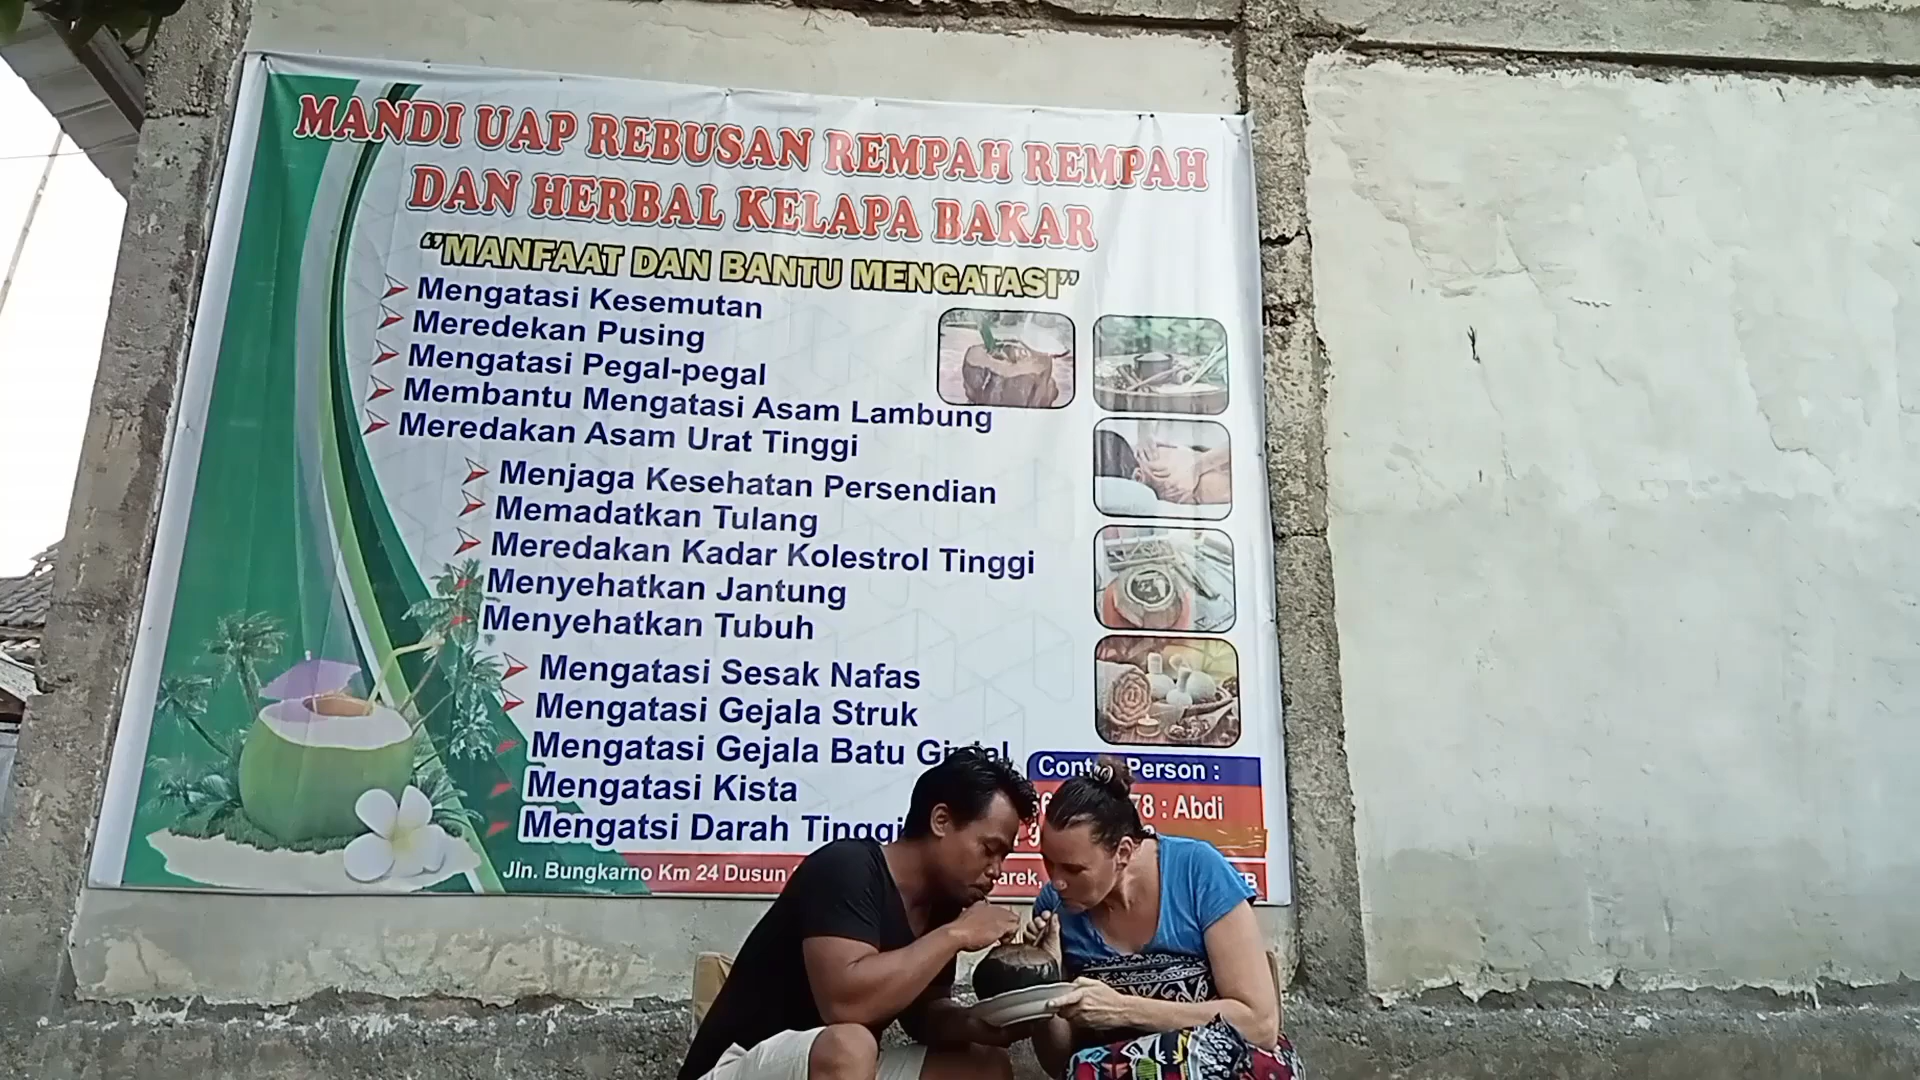 MANDI UAP REBUSAN REMPAH REMPAH
DAN HERBAL KELAPA BAKAR
"MANFAAT DAN BANTU MENGATASI"
Mengatasi Kesemutan
Meredekan Pusing
Mengatasi Pegal-pegal
Membantu Mengatasi Asam Lambung
Meredakan Asam Urat Tinggi
Menjaga Kesehatan Persendian
Memadatkan Tulang
Meredakan Kadar Kolestrol Tinggi
Menyehatkan Jantung
Menyehatkan Tubuh
Mengatasi Sesak Nafas
Mengatasi Gejala Struk
Mengatasi Gejala Batu Ginjal
Mengatasi Kista
Mengatsi Darah Tinggi
Person :
78 : Abdi
Jln. Bungkarno Km 24 Dusun